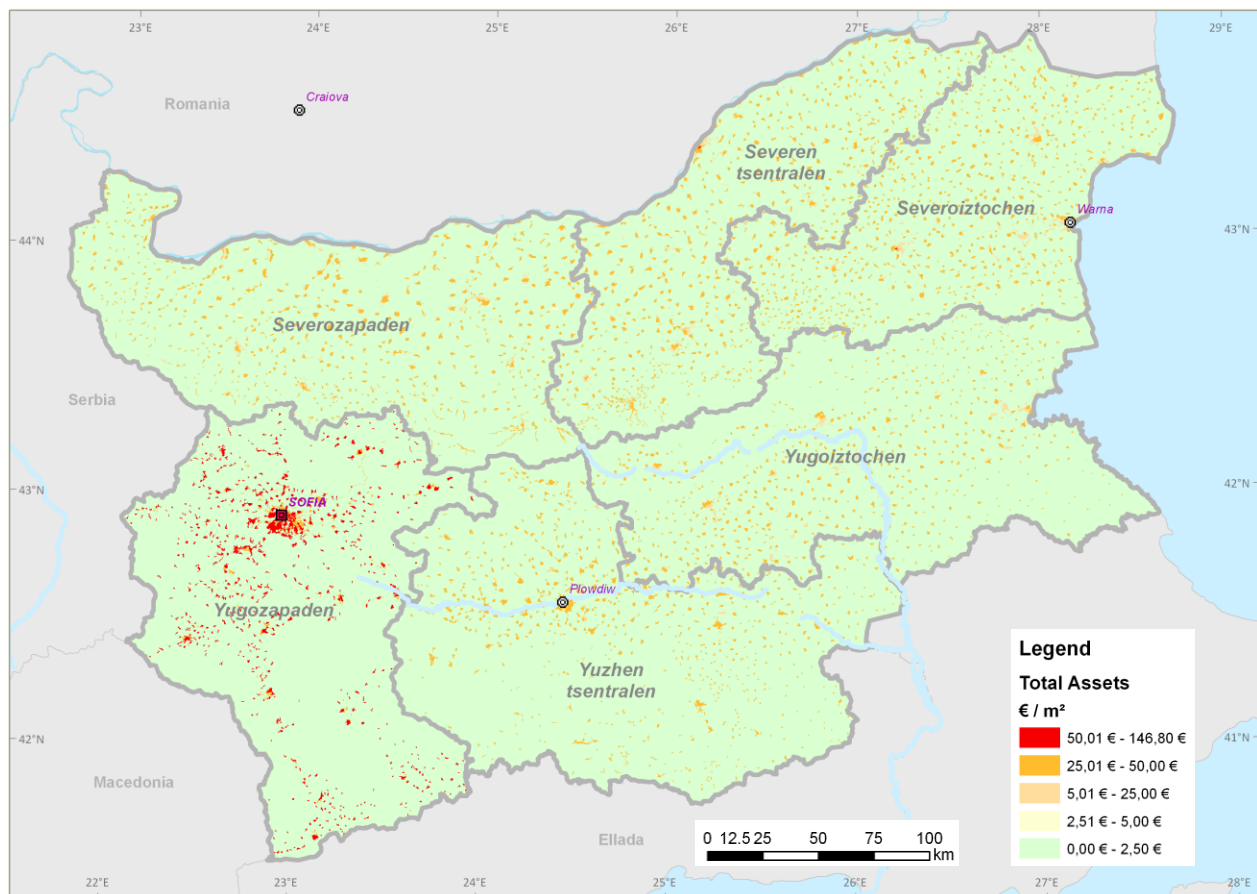 23°E 24°E 25°E 26°E 27°E 28°E 29°E
Romania
Craiova
44°N
43°N
Severen
tsentralen
Severoiztochen
Warna
Severozapaden
Serbia
Yugoiztochen
43°N
42°N
SOFIA
Plowdiw
Yugozapaden
Yuzhen
tsentralen
42°N
41°N
Macedonia
Ellada
Legend
Total Assets
€ / m²
50,01 € - 146,80 €
25,01 € - 50,00 €
5,01 € - 25,00 €
2,51 € - 5,00 €
0,00 € - 2,50 €
0 12.5 25 50 75 100
km
22°E 23°E 24°E 25°E 26°E 27°E 28°E